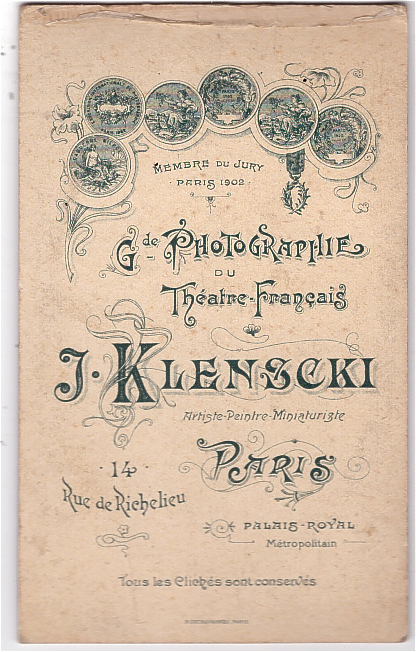 MEMBRE DU JURY
PARIS 1902
Gde PHOTOGRAPHIE
DU
Théatre-Français
J. KLENSCKI
Artiste-Peintre-Miniaturiste
PARIS
14
Rue de Richelieu
PALAIS-ROYAL
Métropolitain
Tous les Clichés sont conservés